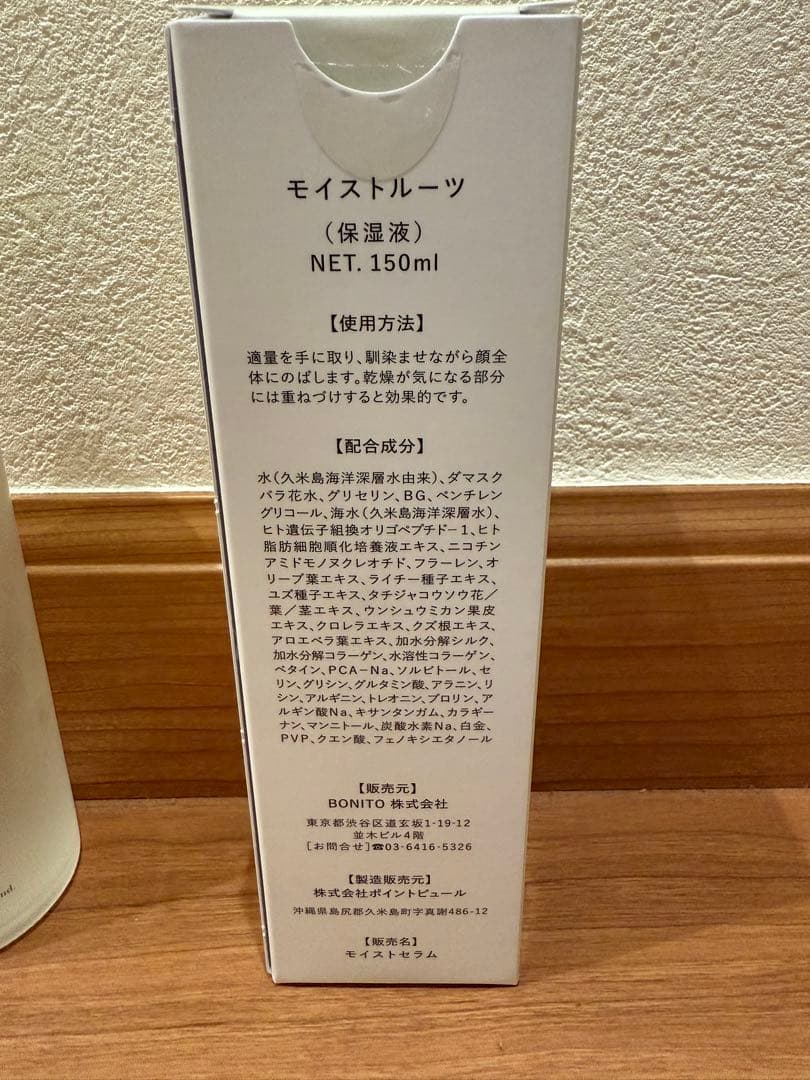 モイストルーツ
（保湿液）
NET. 150ml
【使用方法】
適量を手に取り、馴染ませながら顔全
体にのばします。乾燥が気になる部分
には重ねづけすると効果的です。
【配合成分】
水（久米島海洋深層水由来）、ダマスク
バラ花水、グリセリン、BG、ペンチレン
グリコール、海水（久米島海洋深層水）、
ヒト遺伝子組換オリゴペプチド-1、ヒト
脂肪細胞順化培養液エキス、ニコチン
アミドモノヌクレオチド、フラーレン、オ
リーブ葉エキス、ライチー種子エキス、
ユズ種子エキス、タチジャコウソウ花／
葉／茎エキス、ウンシュウミカン果皮
エキス、クロレラエキス、クズ根エキス、
アロエベラ葉エキス、加水分解シルク、
加水分解コラーゲン、水溶性コラーゲン、
ベタイン、PCA-Na、ソルビトール、セ
リン、グリシン、グルタミン酸、アラニン、リ
シン、アルギニン、トレオニン、プロリン、ア
ルギン酸Na、キサンタンガム、カラギー
ナン、マンニトール、炭酸水素Na、白金、
PVP、クエン酸、フェノキシエタノール
【販売元】
BONITO 株式会社
東京都渋谷区道玄坂1-19-12
並木ビル4階
［お問合せ］☎03-6416-5326
【製造販売元】
株式会社ポイントピュール
沖縄県島尻郡久米島町字真謝486-12
【販売名】
モイストセラム